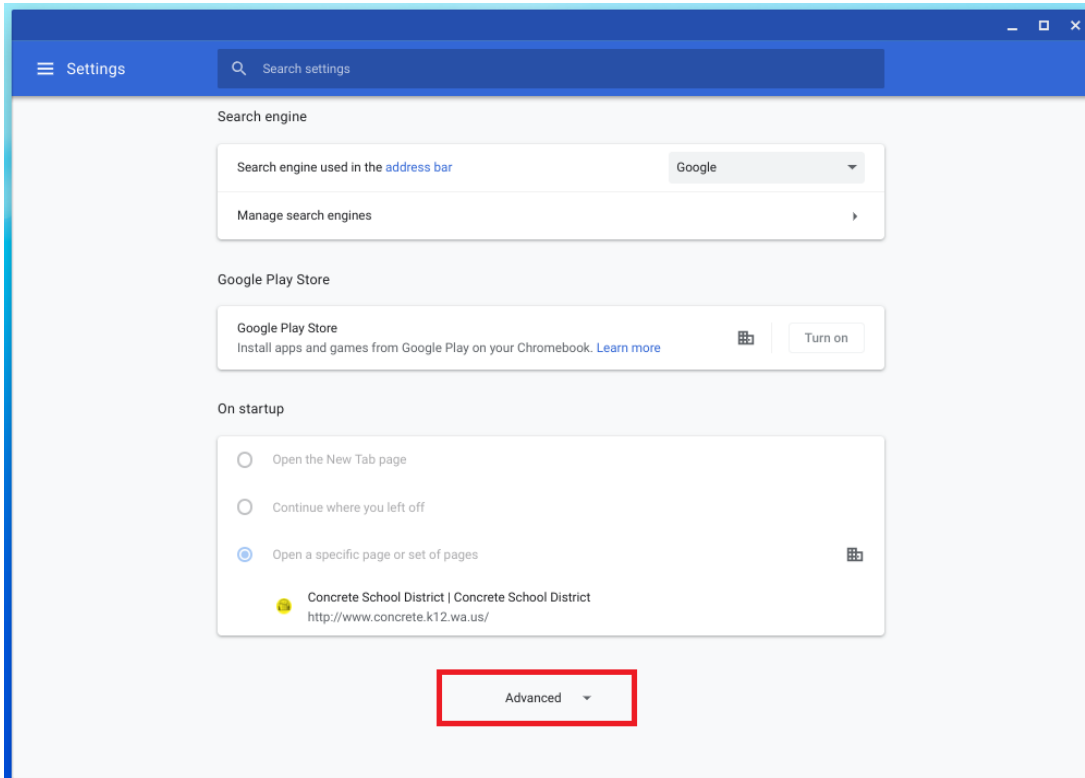 Settings
Search settings
Search engine
Search engine used in the address bar
Google
Manage search engines
Google Play Store
Google Play Store
Install apps and games from Google Play on your Chromebook. Learn more
Turn on
On startup
Open the New Tab page
Continue where you left off
Open a specific page or set of pages
Concrete School District | Concrete School District
http://www.concrete.k12.wa.us/
Advanced